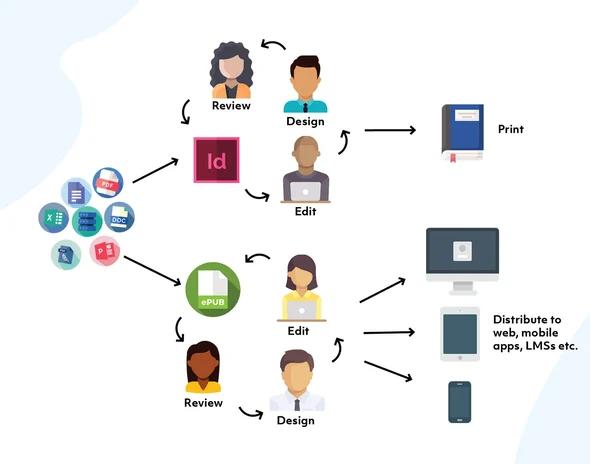 Review
Design
Id
Edit
Print
PDF
X
DOC
P
ePUB
Edit
Distribute to
web, mobile
apps, LMSs etc.
Review
Design